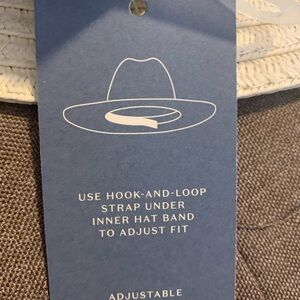 USE HOOK-AND-LOOP
STRAP UNDER
INNER HAT BAND
TO ADJUST FIT
ADJUSTABLE